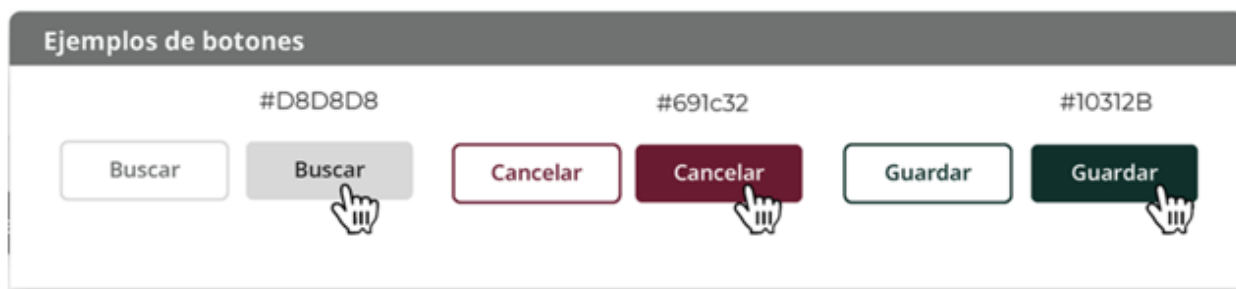 Ejemplos de botones
#D8D8D8 #691c32 #10312B
Buscar Buscar Cancelar Cancelar Guardar Guardar